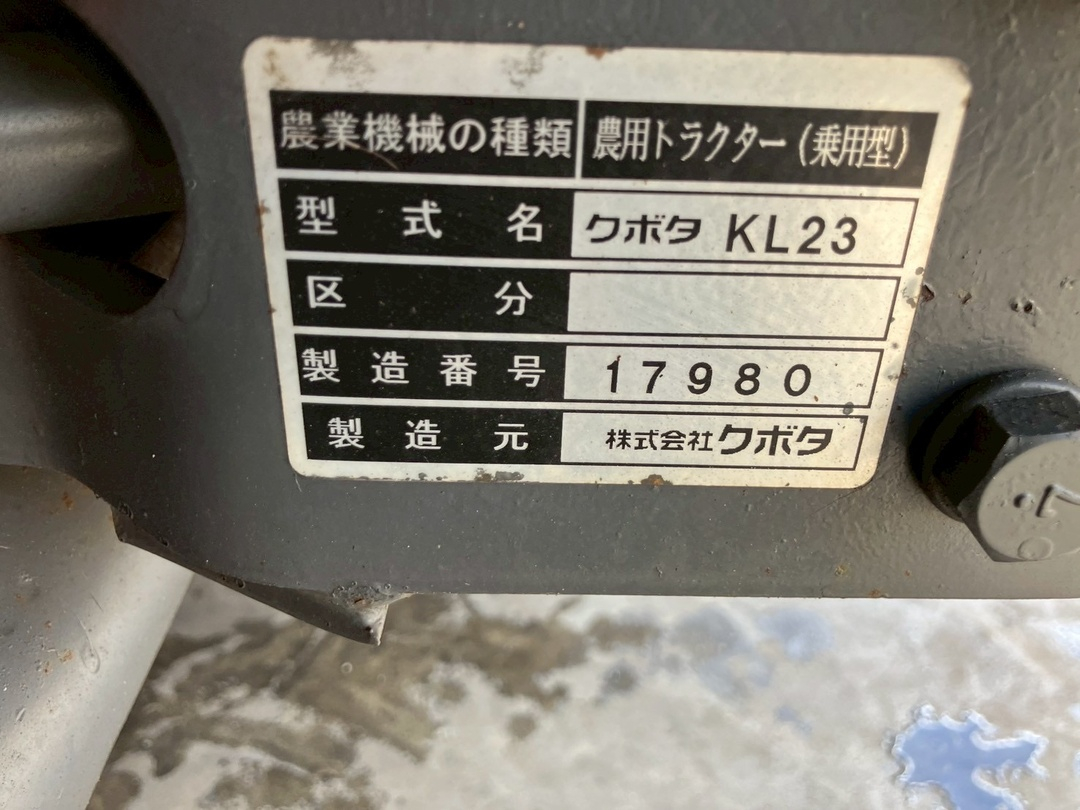 農業機械の種類 農用トラクター(乗用型)
型式名 クボタ KL23
区分
製造番号 17980
製造元 株式会社クボタ
7